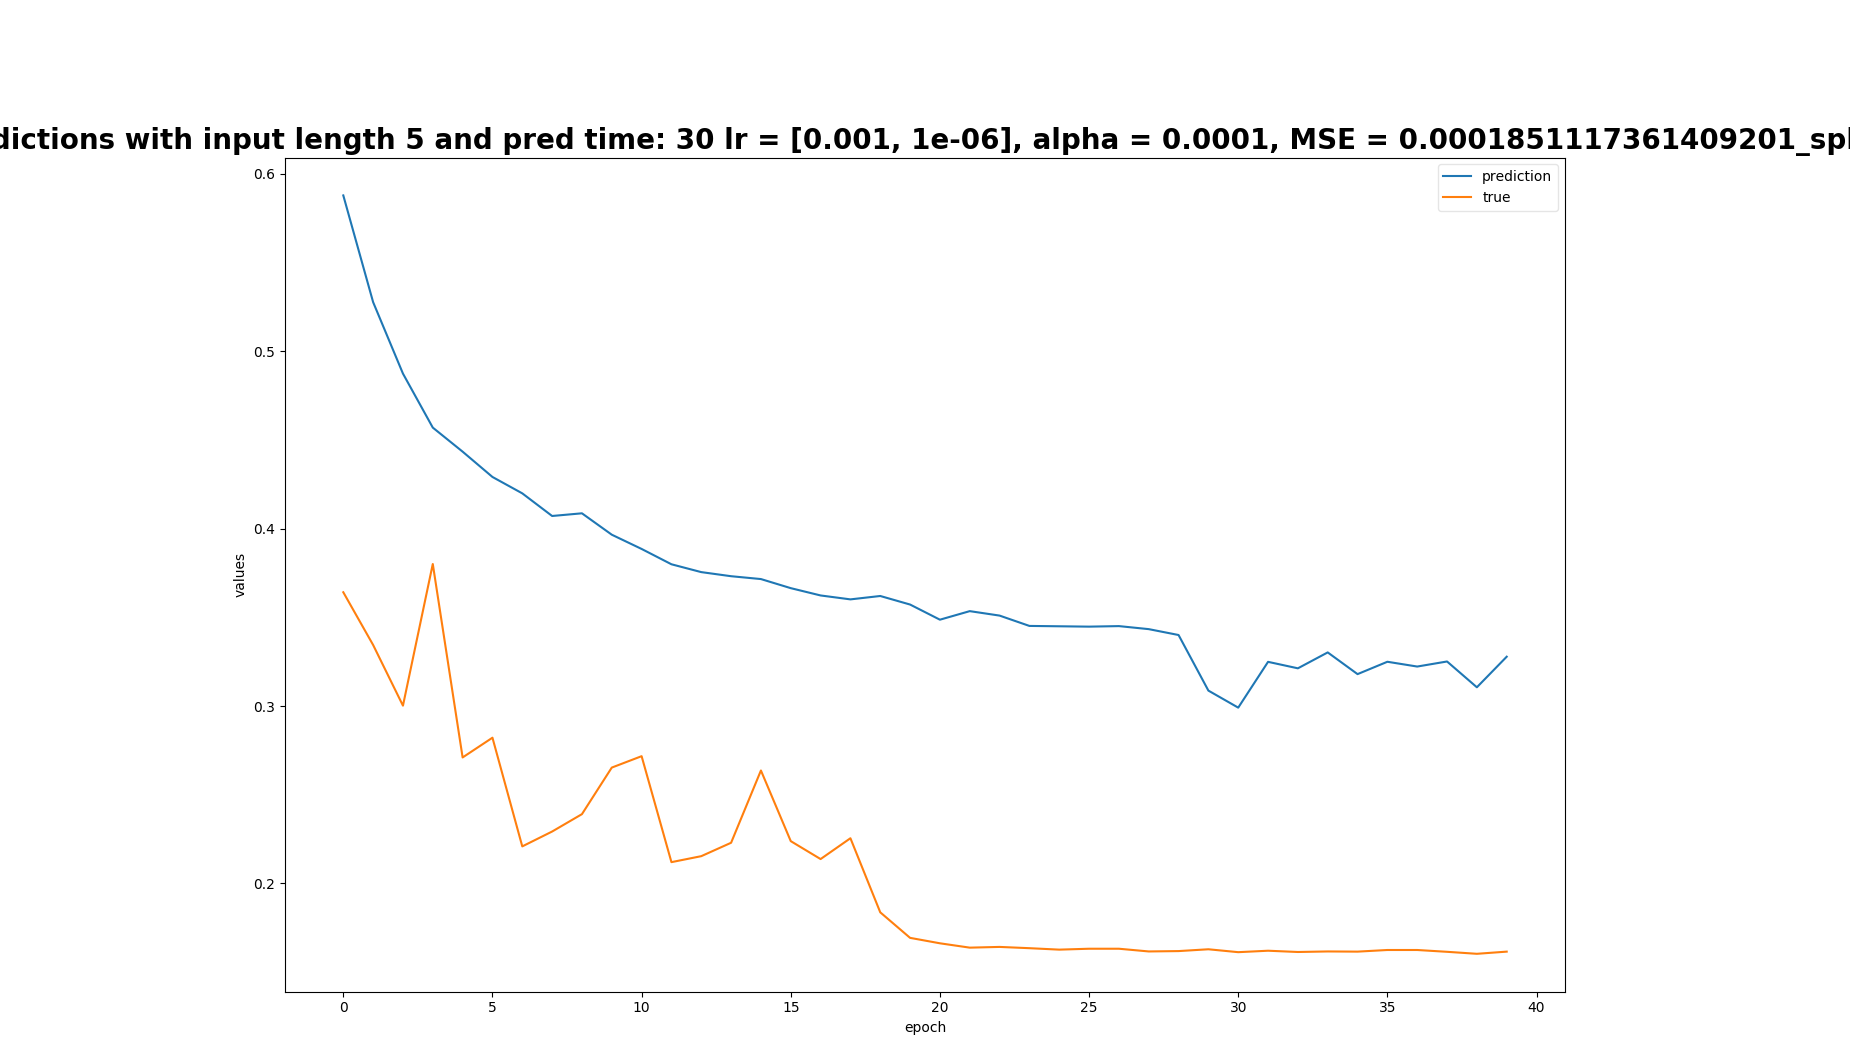 dictions with input length 5 and pred time: 30 lr = [0.001, 1e-06], alpha = 0.0001, MSE = 0.0001851117361409201_spl
prediction
true
0.6
0.5
0.4
0.3
0.2
values
0
5
10
15
20
25
30
35
40
epoch